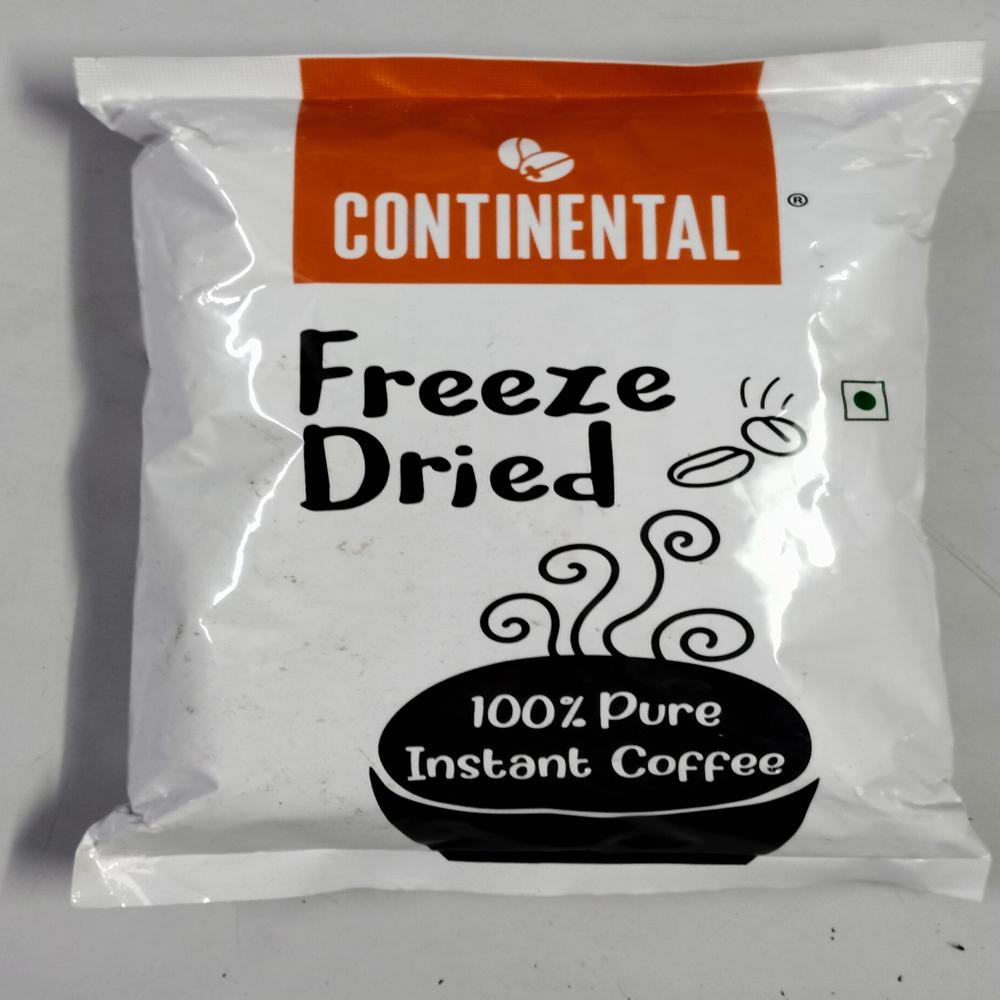 CONTINENTAL
®
Freeze
Dried
100% Pure
Instant Coffee